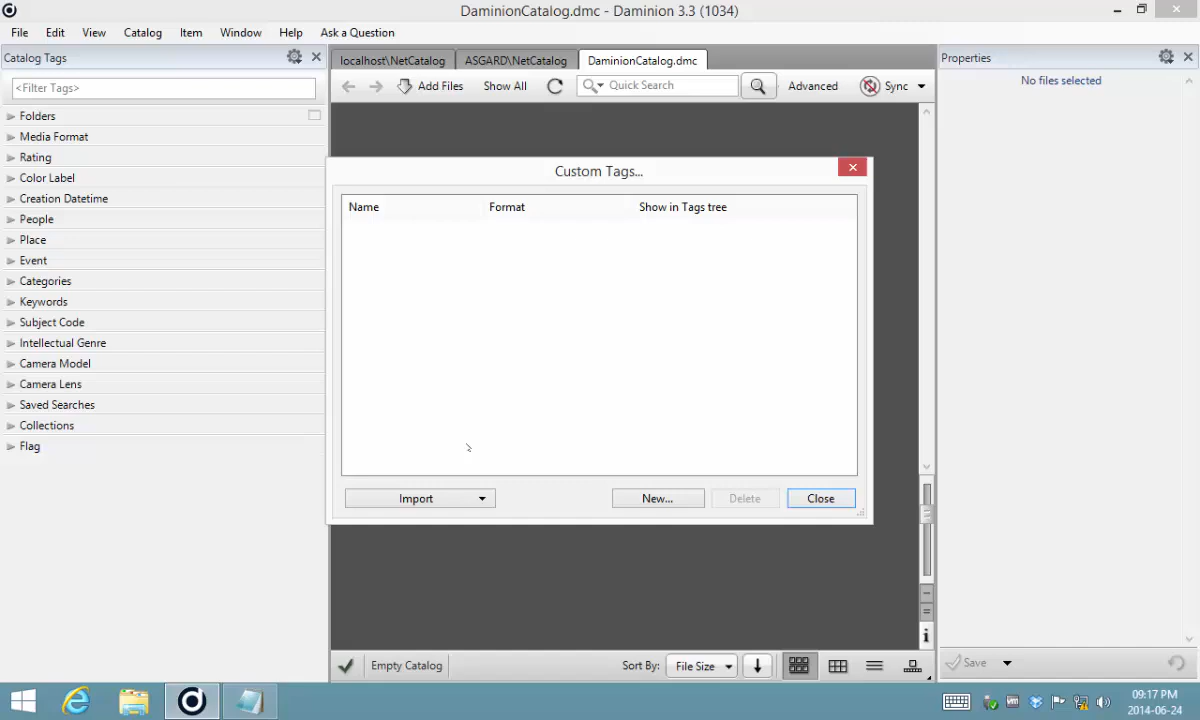 DaminionCatalog.dmc - Daminion 3.3 (1034)
File Edit View Catalog Item Window Help Ask a Question
Catalog Tags
<Filter Tags>
Folders
Media Format
Rating
Color Label
Creation Datetime
People
Place
Event
Categories
Keywords
Subject Code
Intellectual Genre
Camera Model
Camera Lens
Saved Searches
Collections
Flag
localhost\NetCatalog ASGARD\NetCatalog DaminionCatalog.dmc
Add Files Show All Quick Search Advanced Sync
Custom Tags...
Name Format Show in Tags tree
Import New... Delete Close
Empty Catalog Sort By: File Size
Properties
No files selected
Save
09:17 PM
2014-06-24